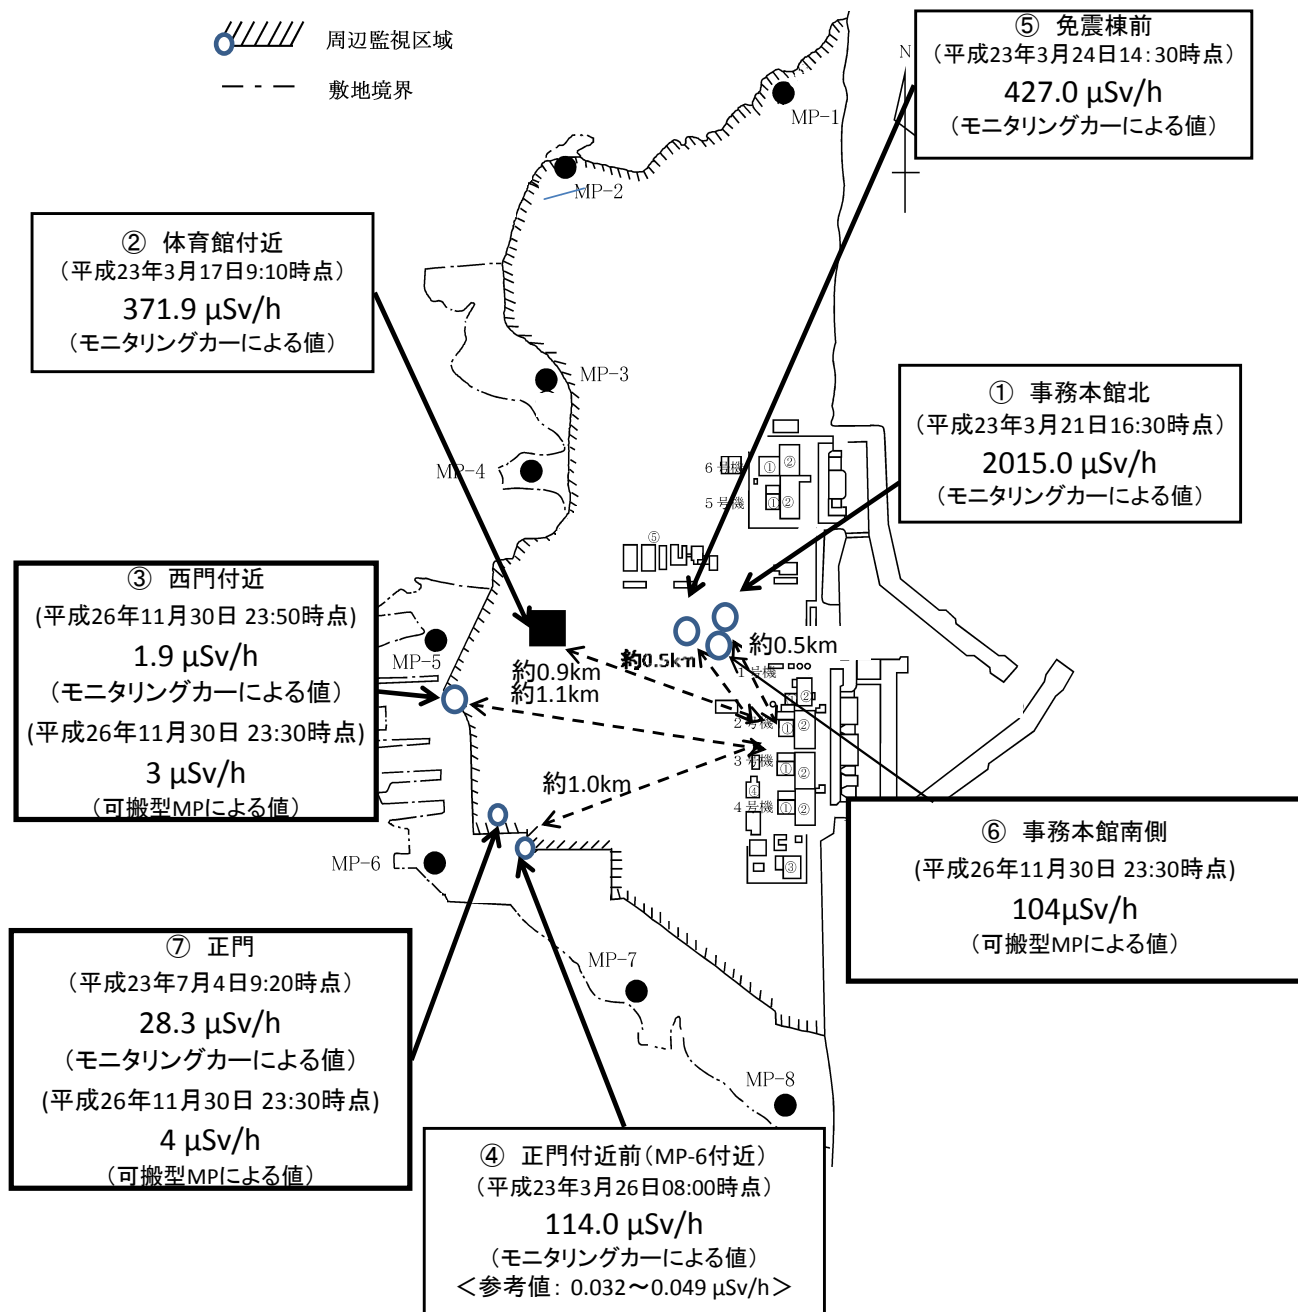 周辺監視区域
敷地境界
⑤ 免震棟前
(平成23年3月24日14:30時点)
427.0 μSv/h
(モニタリングカーによる値)
N
MP-1
MP-2
② 体育館付近
(平成23年3月17日9:10時点)
371.9 μSv/h
(モニタリングカーによる値)
MP-3
① 事務本館北
(平成23年3月21日16:30時点)
2015.0 μSv/h
(モニタリングカーによる値)
MP-4
6号機
①
②
5号機
①
②
⑤
③ 西門付近
(平成26年11月30日 23:50時点)
1.9 μSv/h
(モニタリングカーによる値)
(平成26年11月30日 23:30時点)
3 μSv/h
(可搬型MPによる値)
MP-5
約0.9km
約1.1km
約0.5km
約0.5km
1号機
②
2号機
①
②
3号機
①
②
約1.0km
④
4号機
①
②
③
MP-6
⑥ 事務本館南側
(平成26年11月30日 23:30時点)
104μSv/h
(可搬型MPによる値)
⑦ 正門
(平成23年7月4日9:20時点)
28.3 μSv/h
(モニタリングカーによる値)
(平成26年11月30日 23:30時点)
4 μSv/h
(可搬型MPによる値)
MP-7
MP-8
④ 正門付近前(MP-6付近)
(平成23年3月26日08:00時点)
114.0 μSv/h
(モニタリングカーによる値)
＜参考値: 0.032～0.049 μSv/h＞